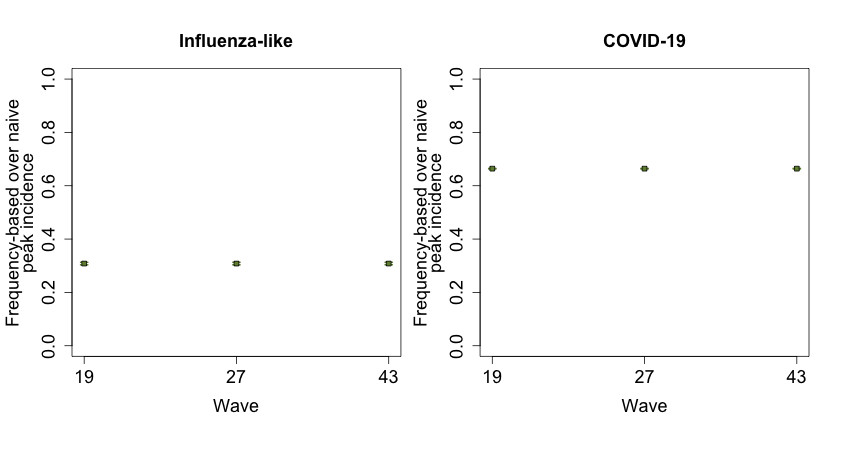 Influenza-like
Frequency-based over naive
peak incidence
1.0
0.8
0.6
0.4
0.2
0.0
19 27 43
Wave
COVID-19
Frequency-based over naive
peak incidence
1.0
0.8
0.6
0.4
0.2
0.0
19 27 43
Wave